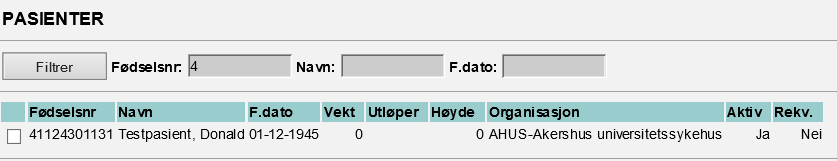 PASIENTER
Filtrer Fødselsnr: 4 Navn: F.dato:
Fødselsnr Navn F.dato Vekt Utløper Høyde Organisasjon Aktiv Rekv.
41124301131 Testpasient, Donald 01-12-1945 0 0 AHUS-Akershus universitetssykehus Ja Nei